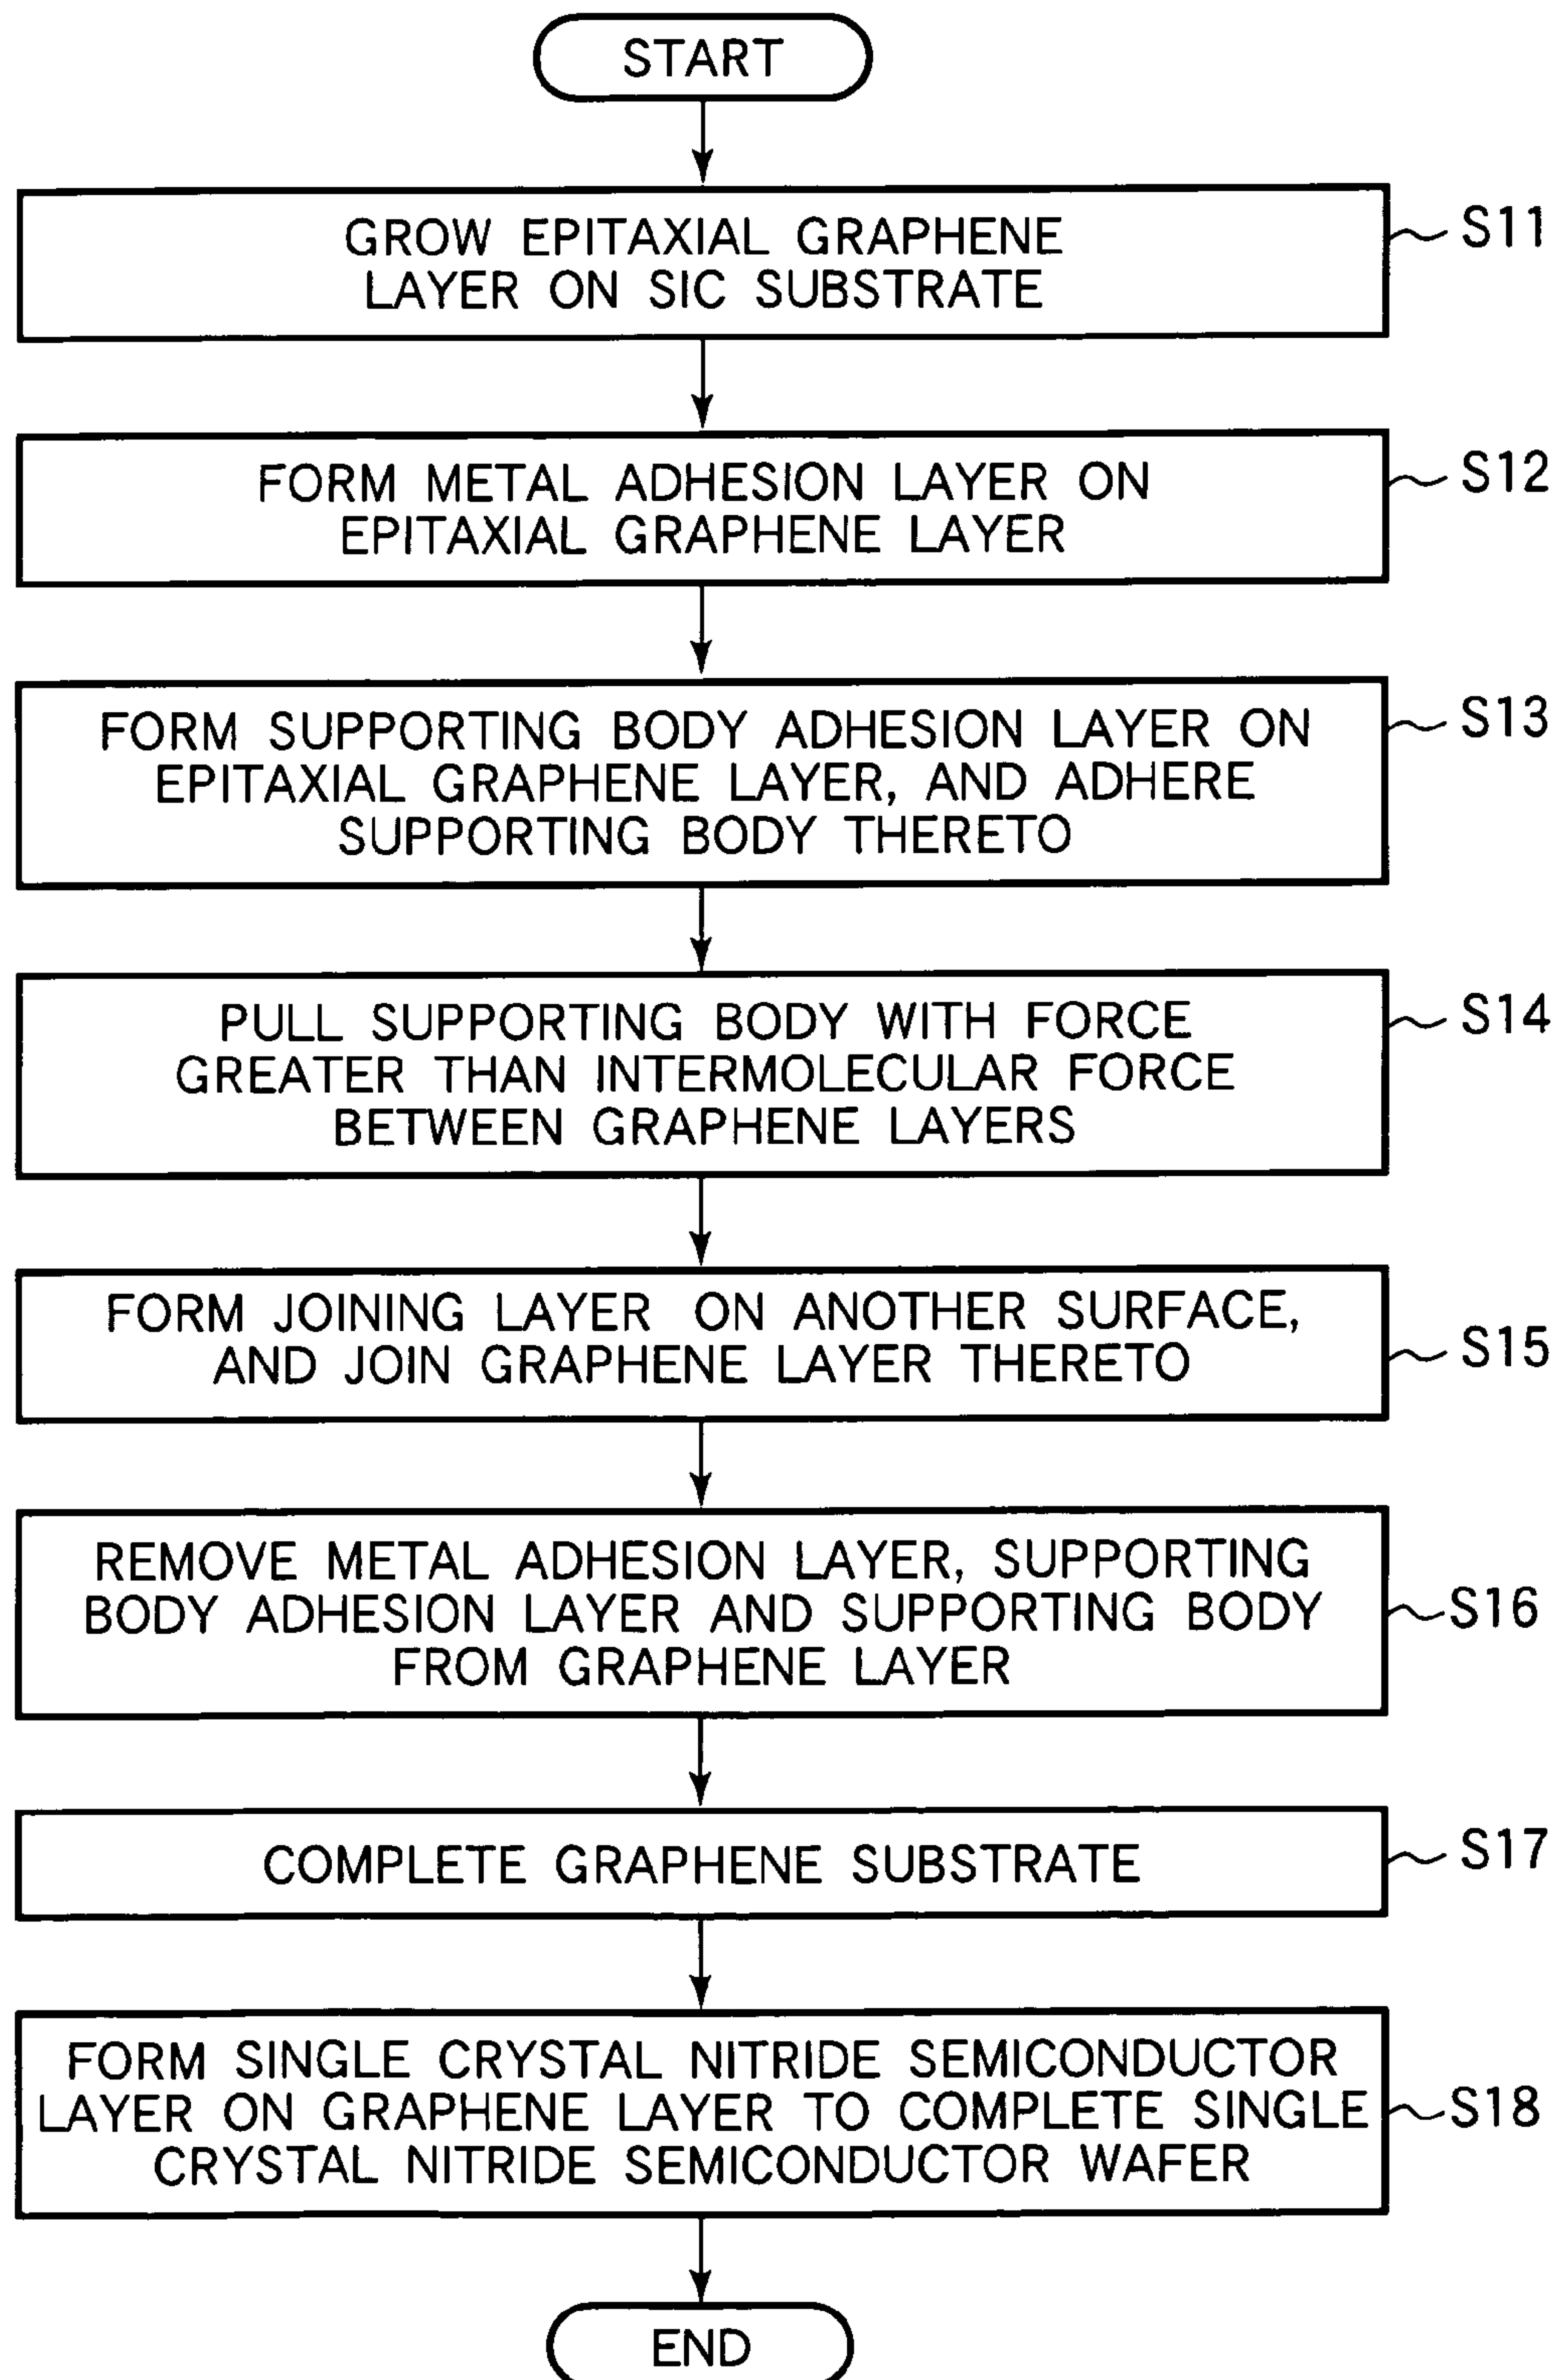 START
GROW EPITAXIAL GRAPHENE
LAYER ON SIC SUBSTRATE
S11
FORM METAL ADHESION LAYER ON
EPITAXIAL GRAPHENE LAYER
S12
FORM SUPPORTING BODY ADHESION LAYER ON
EPITAXIAL GRAPHENE LAYER, AND ADHERE
SUPPORTING BODY THERETO
S13
PULL SUPPORTING BODY WITH FORCE
GREATER THAN INTERMOLECULAR FORCE
BETWEEN GRAPHENE LAYERS
S14
FORM JOINING LAYER ON ANOTHER SURFACE,
AND JOIN GRAPHENE LAYER THERETO
S15
REMOVE METAL ADHESION LAYER, SUPPORTING
BODY ADHESION LAYER AND SUPPORTING BODY
FROM GRAPHENE LAYER
S16
COMPLETE GRAPHENE SUBSTRATE
S17
FORM SINGLE CRYSTAL NITRIDE SEMICONDUCTOR
LAYER ON GRAPHENE LAYER TO COMPLETE SINGLE
CRYSTAL NITRIDE SEMICONDUCTOR WAFER
S18
END